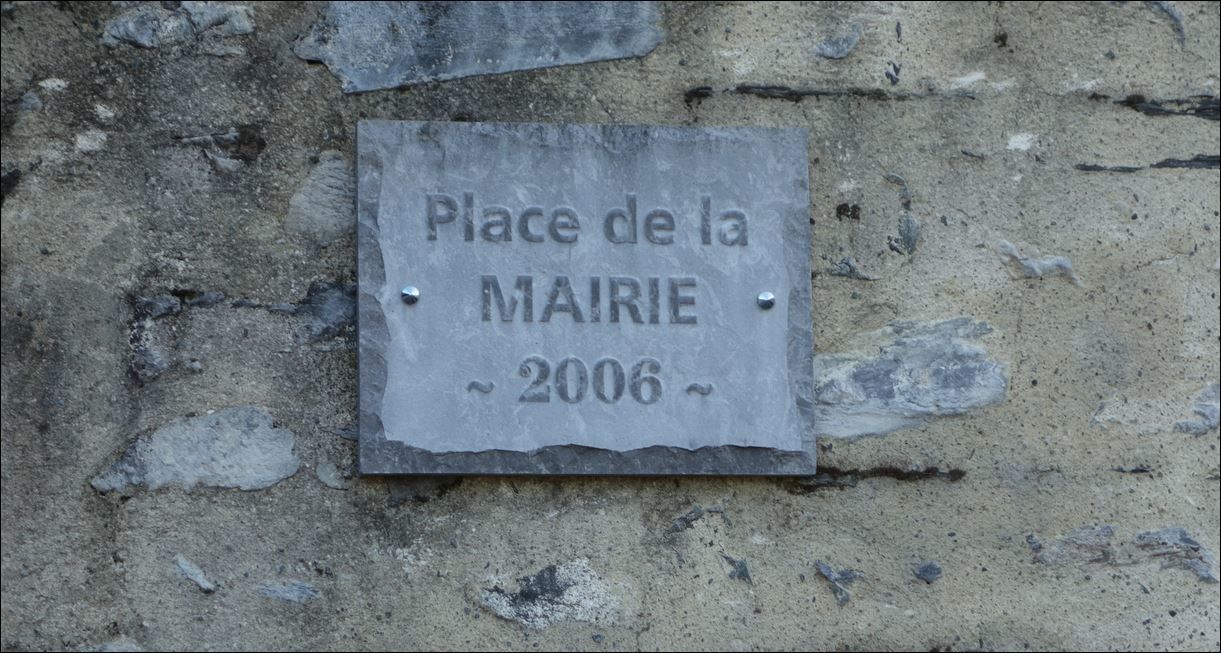 Place de la
MAIRIE
~ 2006 ~